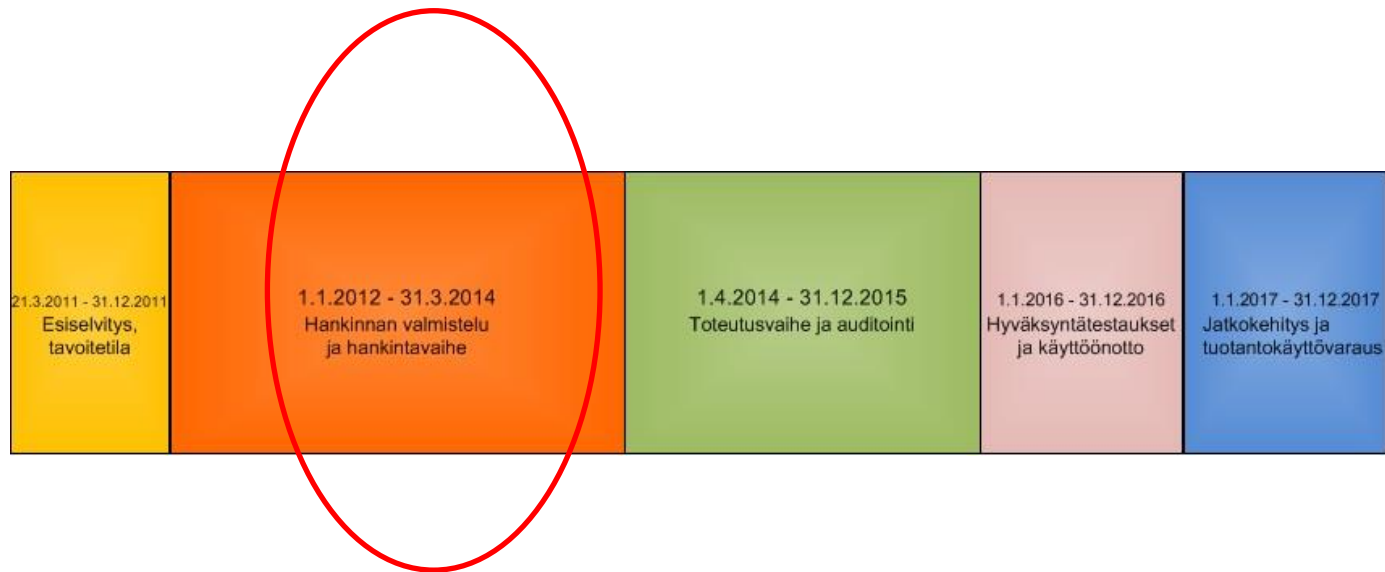 21.3.2011 - 31.12.2011
Esiselvitys,
tavoitetila
1.1.2012 - 31.3.2014
Hankinnan valmistelu
ja hankintavaihe
1.4.2014 - 31.12.2015
Toteutusvaihe ja auditointi
1.1.2016 - 31.12.2016
Hyväksyntätestaukset
ja käyttöönotto
1.1.2017 - 31.12.2017
Jatkokehitys ja
tuotantokäyttövaraus